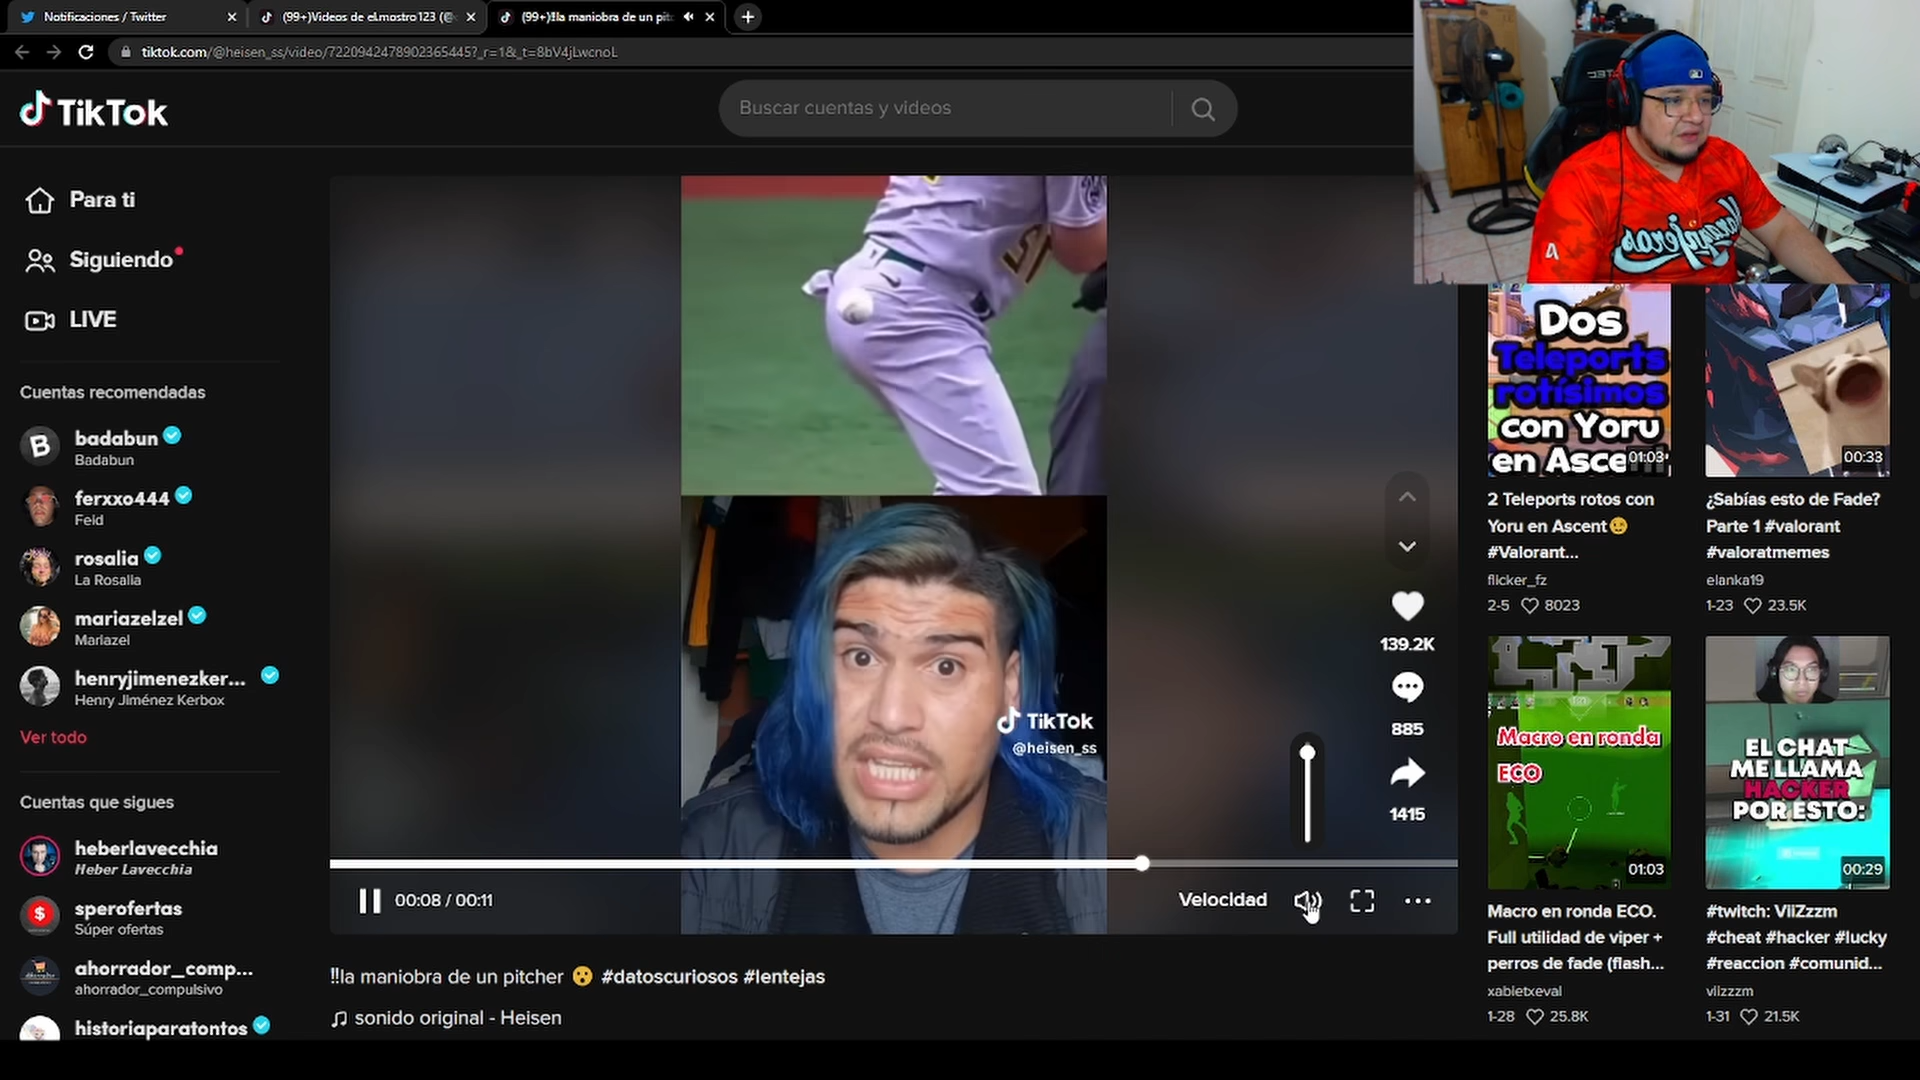 Notificaciones / Twitter
(99+)Videos de el.mostro123 (@
(99+)‼la maniobra de un pit
tiktok.com/@heisen_ss/video/7220942478902365445?_r=1&_t=8bV4jLwcnoL
TikTok
Buscar cuentas y videos
Para ti
Siguiendo
LIVE
Cuentas recomendadas
badabun
Badabun
ferxxo444
Feld
rosalia
La Rosalia
mariazelzel
Mariazel
henryjimenezker...
Henry Jiménez Kerbox
Ver todo
Cuentas que sigues
heberlavecchia
Heber Lavecchia
sperofertas
Súper ofertas
ahorrador_comp...
ahorrador_compulsivo
historiaparatontos
TikTok
@heisen_ss
139.2K
885
1415
00:08 / 00:11
Velocidad
‼la maniobra de un pitcher 😮 #datoscuriosos #lentejas
sonido original - Heisen
Naranjeros
Dos
Teleports
rotísimos
con Yoru
en Ascen
01:03
2 Teleports rotos con
Yoru en Ascent😉
#Valorant...
flicker_fz
2-5 8023
00:33
¿Sabías esto de Fade?
Parte 1 #valorant
#valoratmemes
elanka19
1-23 23.5K
Macro en ronda
ECO
01:03
Macro en ronda ECO.
Full utilidad de viper +
perros de fade (flash...
xabietxeval
1-28 25.8K
EL CHAT
ME LLAMA
HACKER
POR ESTO:
00:29
#twitch: VliZzzm
#cheat #hacker #lucky
#reaccion #comunid...
vlizzzm
1-31 21.5K